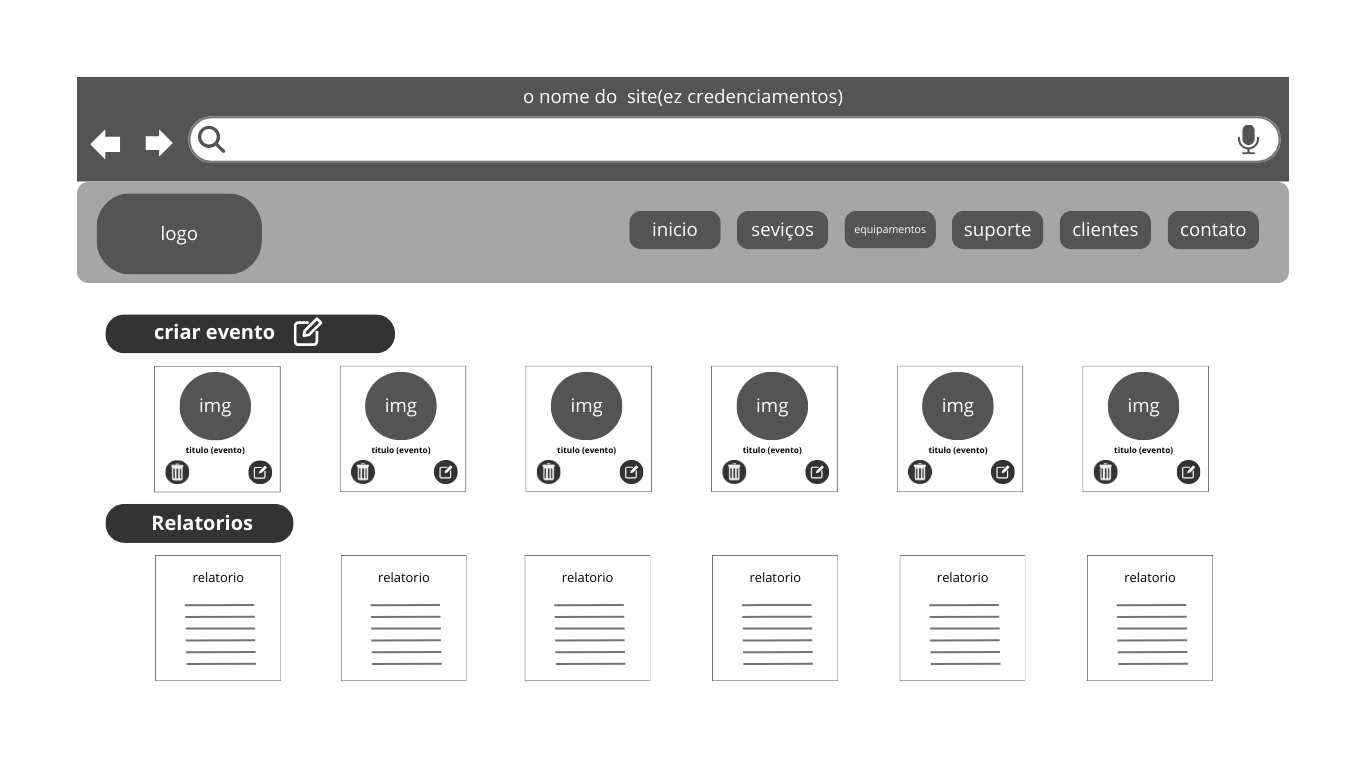 o nome do  site(ez credenciamentos)
logo
inicio
seviços
equipamentos
suporte
clientes
contato
criar evento
img
img
img
img
img
img
titulo (evento)
titulo (evento)
titulo (evento)
titulo (evento)
titulo (evento)
titulo (evento)
Relatorios
relatorio
relatorio
relatorio
relatorio
relatorio
relatorio